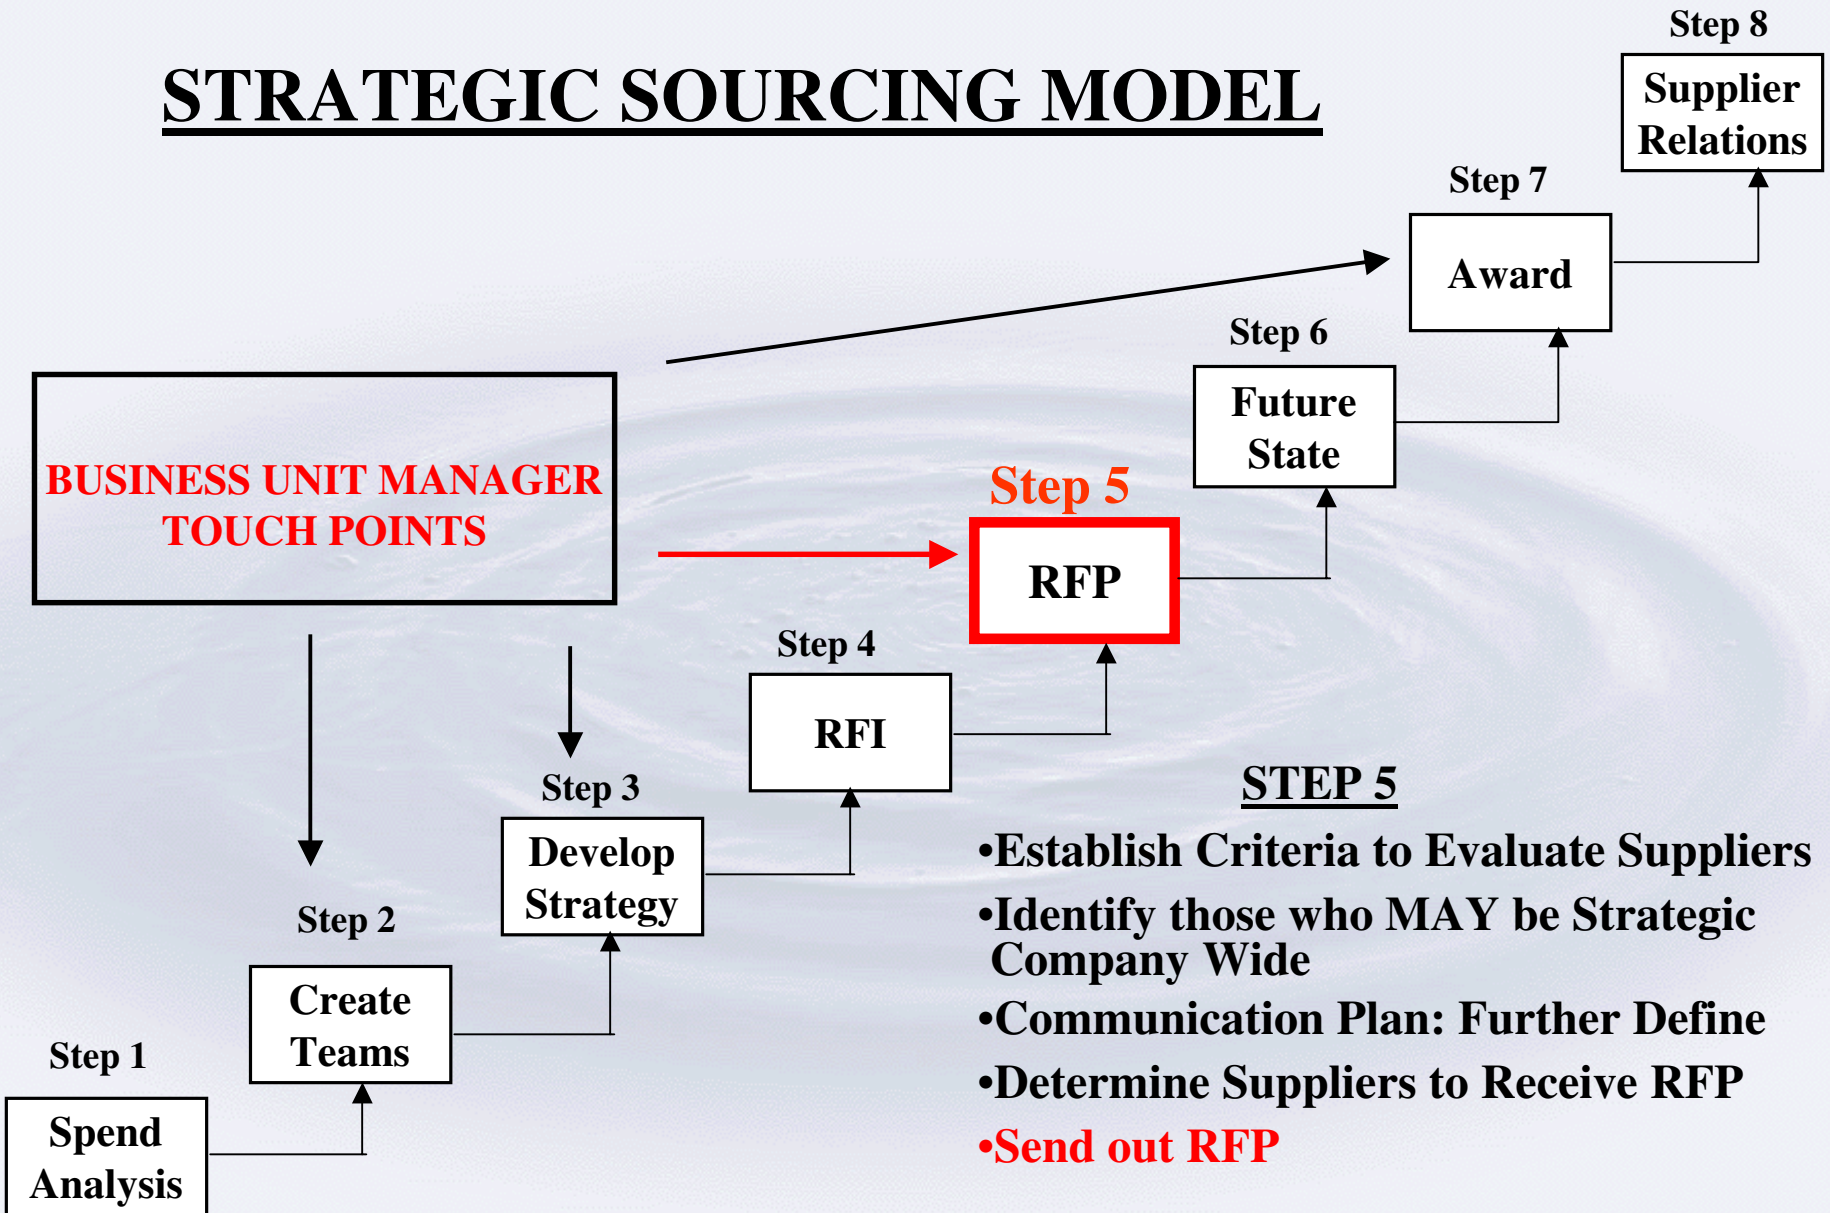 STRATEGIC SOURCING MODEL
Step 8
Supplier
Relations
Step 7
Award
Step 6
Future
State
BUSINESS UNIT MANAGER
TOUCH POINTS
Step 5
RFP
Step 4
RFI
Step 3
Develop
Strategy
Step 2
Create
Teams
Step 1
Spend
Analysis
STEP 5
•Establish Criteria to Evaluate Suppliers
•Identify those who MAY be Strategic
Company Wide
•Communication Plan: Further Define
•Determine Suppliers to Receive RFP
•Send out RFP